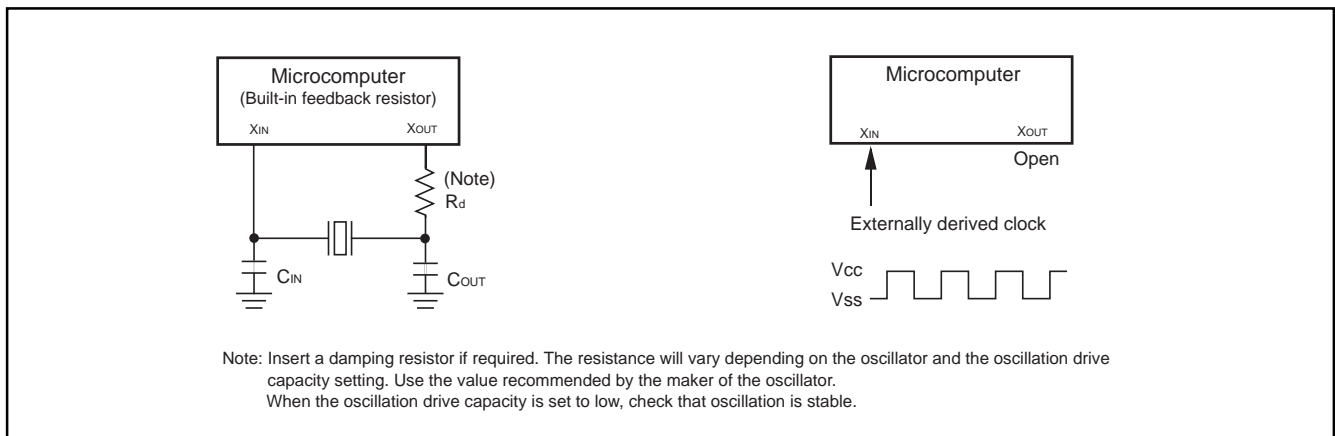 Microcomputer
(Built-in feedback resistor)
XIN
XOUT
(Note)
Rd
CIN
COUT
Microcomputer
XIN
XOUT
Open
Externally derived clock
Vcc
Vss
Note: Insert a damping resistor if required. The resistance will vary depending on the oscillator and the oscillation drive
capacity setting. Use the value recommended by the maker of the oscillator.
When the oscillation drive capacity is set to low, check that oscillation is stable.